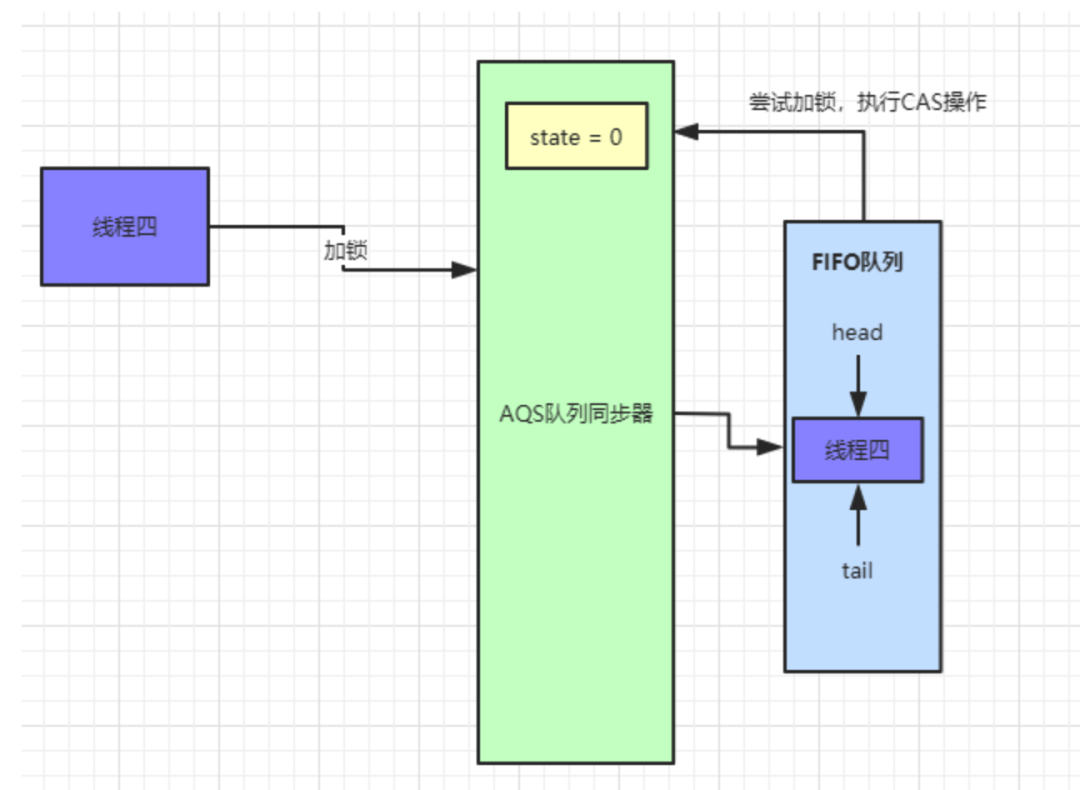 尝试加锁，执行CAS操作
state = 0
线程四
加锁
FIFO队列
head
AQS队列同步器
线程四
tail